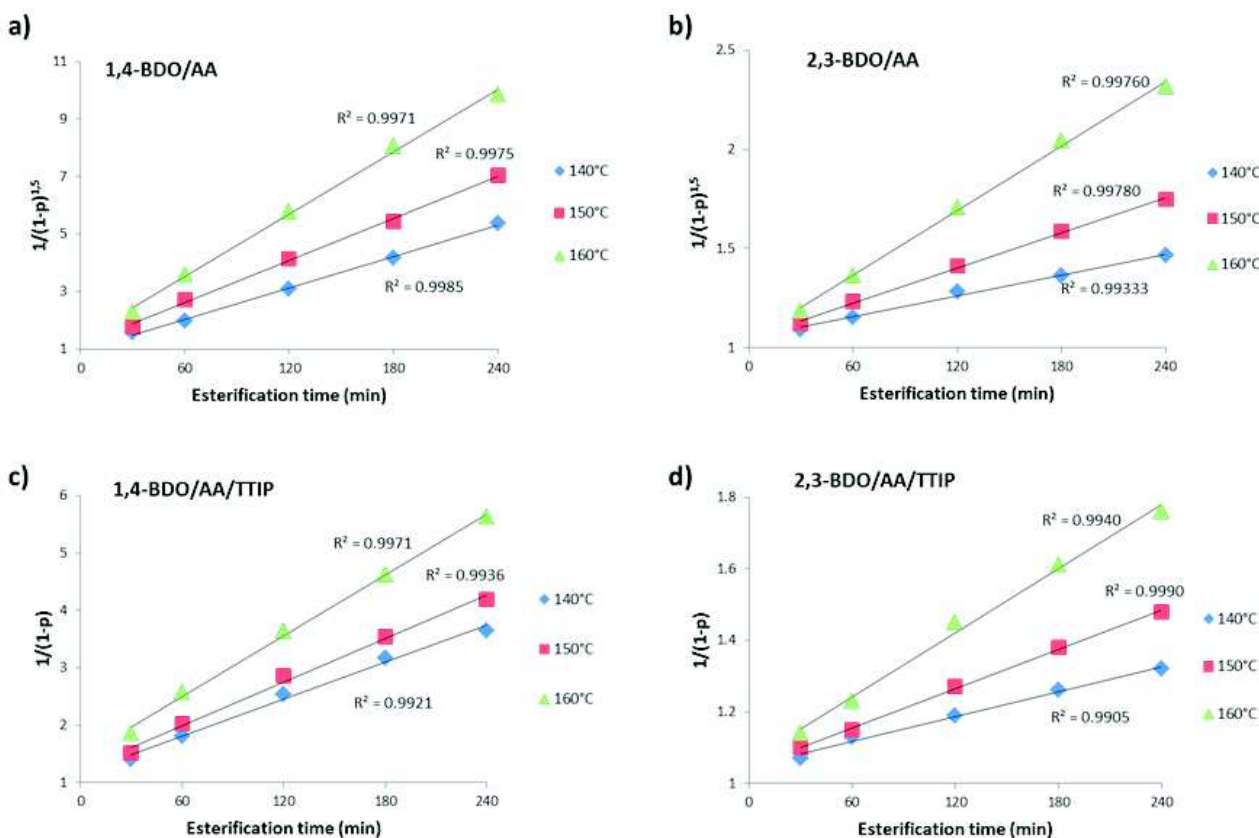 a)
1,4-BDO/AA
11
9
7
5
3
1
1/(1-p)^1,5
R² = 0.9971
R² = 0.9975
R² = 0.9985
140°C
150°C
160°C
0 60 120 180 240
Esterification time (min)
b)
2,3-BDO/AA
2.5
2
1.5
1
1/(1-p)^1,5
R² = 0.99760
R² = 0.99780
R² = 0.99333
140°C
150°C
160°C
0 60 120 180 240
Esterification time (min)
c)
1,4-BDO/AA/TTIP
6
5
4
3
2
1
1/(1-p)
R² = 0.9971
R² = 0.9936
R² = 0.9921
140°C
150°C
160°C
0 60 120 180 240
Esterification time (min)
d)
2,3-BDO/AA/TTIP
1.8
1.6
1.4
1.2
1
1/(1-p)
R² = 0.9940
R² = 0.9990
R² = 0.9905
140°C
150°C
160°C
0 60 120 180 240
Esterification time (min)